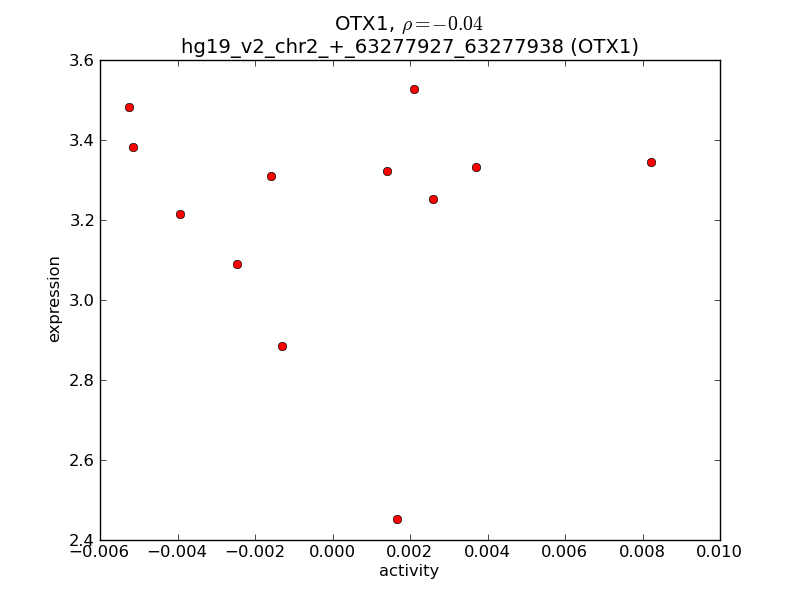 OTX1, ρ=−0.04
hg19_v2_chr2_+_63277927_63277938 (OTX1)
3.6
3.4
3.2
3.0
2.8
2.6
2.4
expression
−0.006 −0.004 −0.002 0.000 0.002 0.004 0.006 0.008 0.010
activity